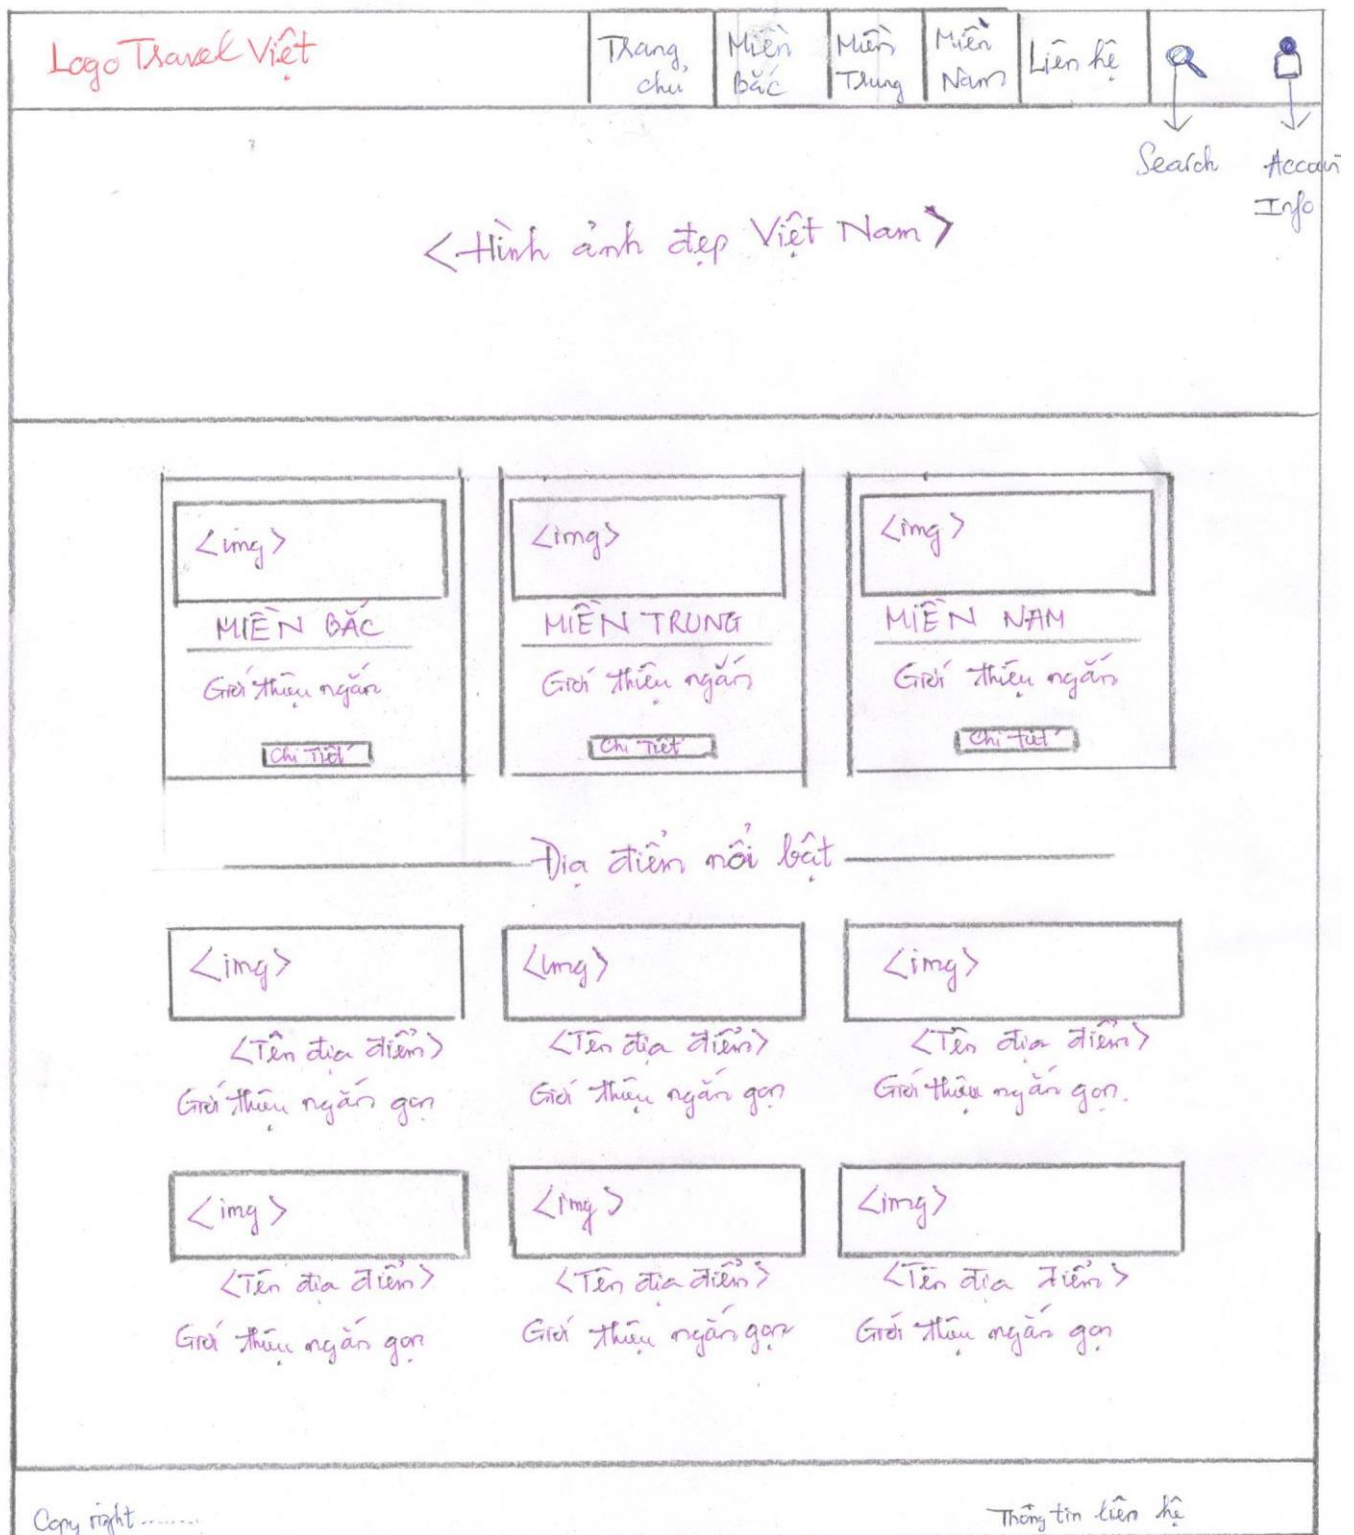 Logo Travel Việt
Trang chủ
Miền Bắc
Miền Trung
Miền Nam
Liên hệ
Search
Account Info
<Hình ảnh đẹp Việt Nam>
<img>
<img>
<img>
MIỀN BẮC
MIỀN TRUNG
MIỀN NAM
Giới thiệu ngắn
Giới thiệu ngắn
Giới thiệu ngắn
Chi Tiết
Chi Tiết
Chi tiết
Địa điểm nổi bật
<img>
<img>
<img>
<Tên địa điểm>
<Tên địa điểm>
<Tên địa điểm>
Giới thiệu ngắn gọn
Giới thiệu ngắn gọn
Giới thiệu ngắn gọn.
<img>
<img>
<img>
<Tên địa điểm>
<Tên địa điểm>
<Tên địa điểm>
Giới thiệu ngắn gọn
Giới thiệu ngắn gọn
Giới thiệu ngắn gọn
Copy right........
Thông tin liên hệ